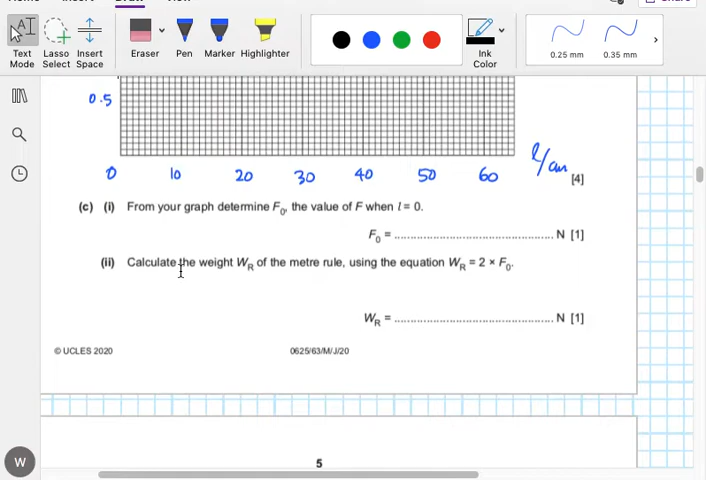 Draw
Share
Text Mode
Lasso Select
Insert Space
Eraser
Pen
Marker
Highlighter
Ink Color
0.25 mm
0.35 mm
0.5
0 10 20 30 40 50 60 l/cm
[4]
(c) (i) From your graph determine F0, the value of F when l = 0.
F0 = ........................................................ N [1]
(ii) Calculate the weight WR of the metre rule, using the equation WR = 2 × F0.
WR = ........................................................ N [1]
© UCLES 2020
0625/63/M/J/20
5
W